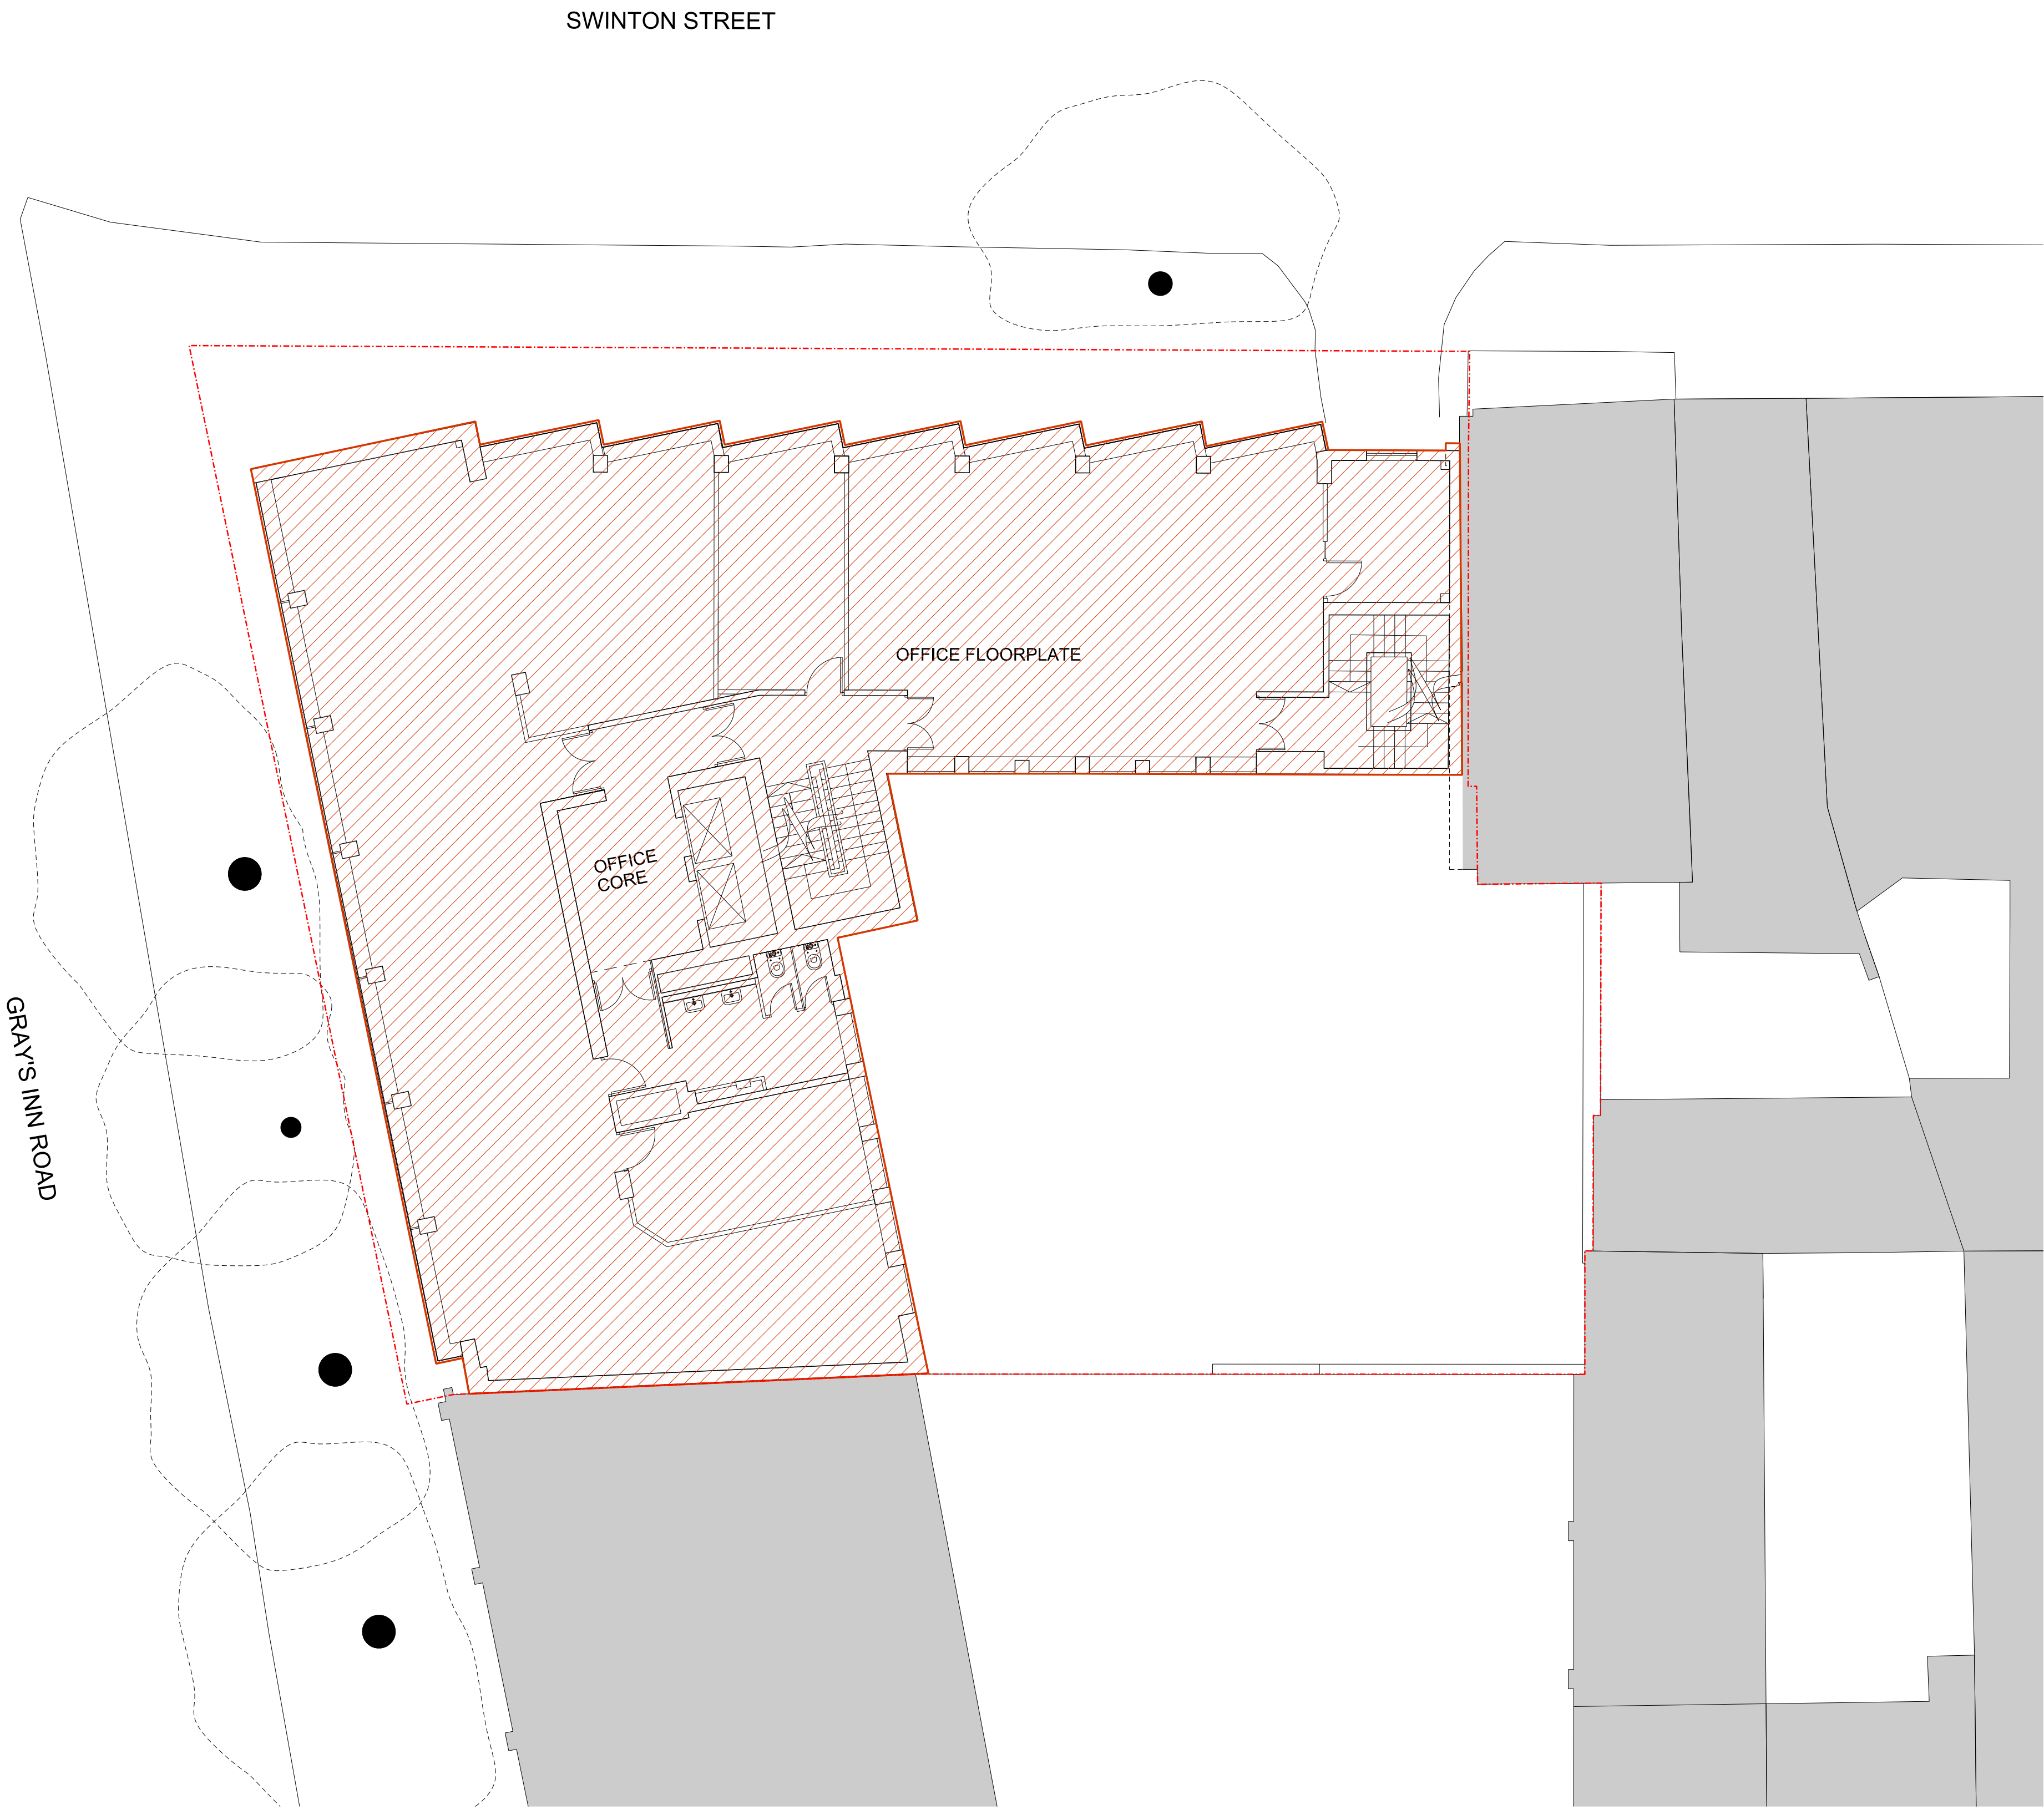 SWINTON STREET
OFFICE FLOORPLATE
OFFICE
CORE
GRAY'S INN ROAD